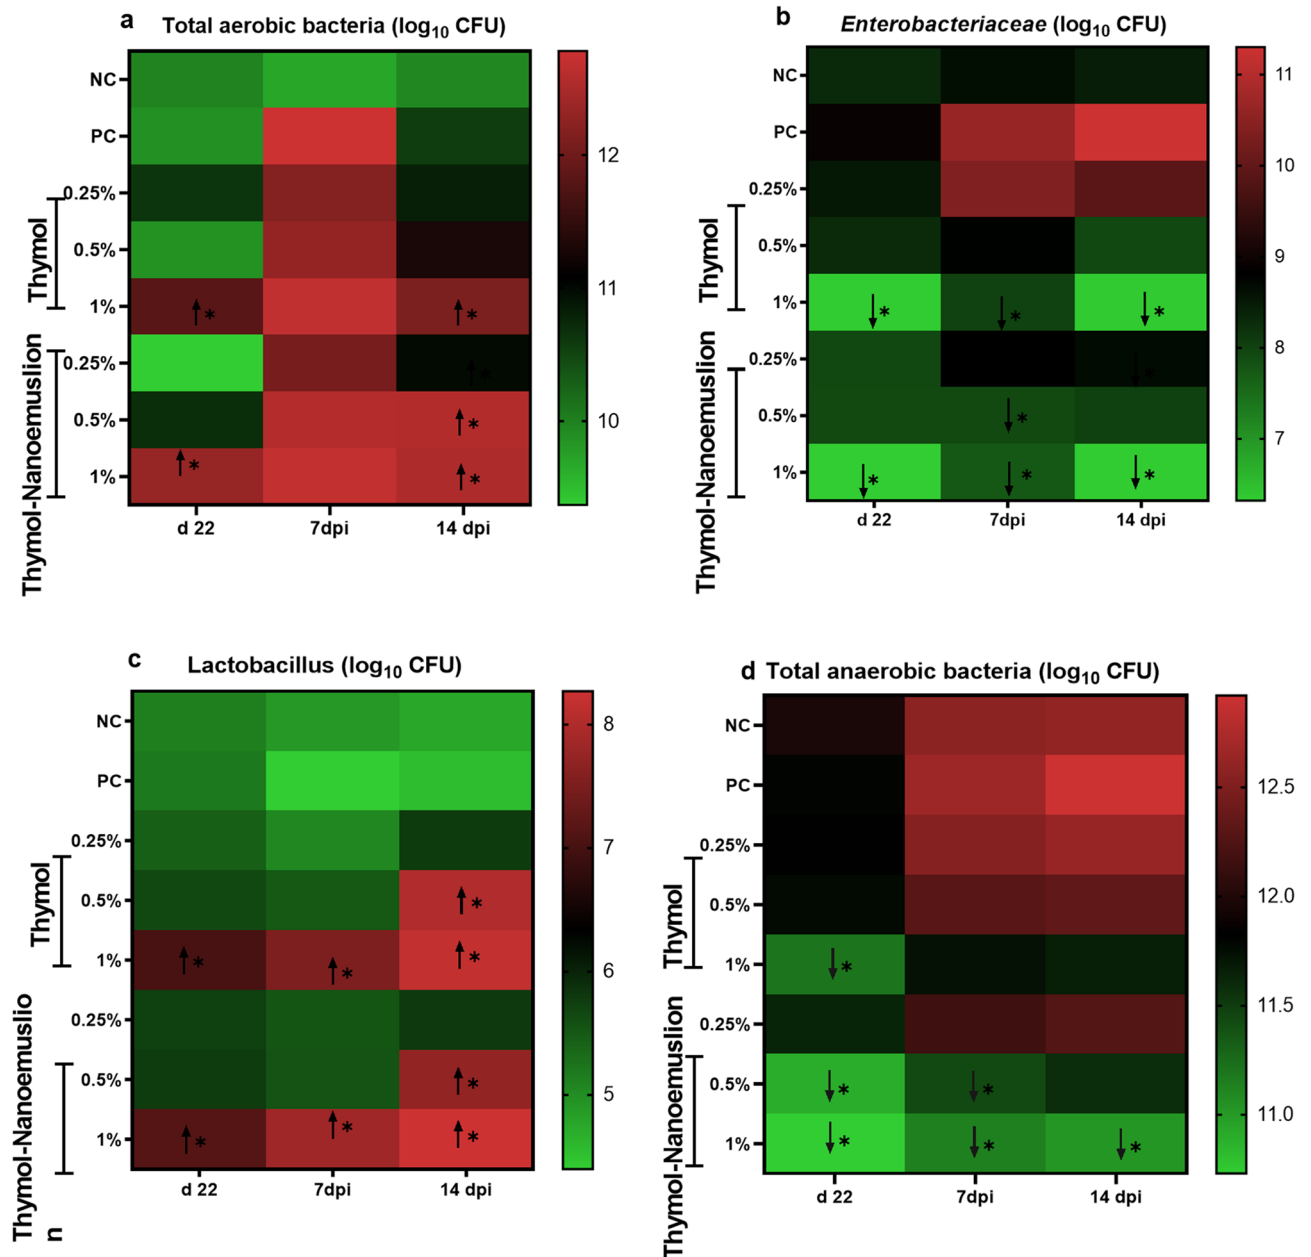 a Total aerobic bacteria (log10 CFU)
NC
PC
0.25%
0.5%
1%
0.25%
0.5%
1%
Thymol
Thymol-Nanoemuslion
↑*
↑*
↑*
↑*
↑*
↑*
d 22 7dpi 14 dpi
12
11
10
b Enterobacteriaceae (log10 CFU)
NC
PC
0.25%
0.5%
1%
0.25%
0.5%
1%
Thymol
Thymol-Nanoemuslion
↓* ↓* ↓*
↓*
↓*
↓* ↓* ↓*
d 22 7dpi 14 dpi
11
10
9
8
7
c Lactobacillus (log10 CFU)
NC
PC
0.25%
0.5%
1%
0.25%
0.5%
1%
Thymol
Thymol-Nanoemuslio
n
↑*
↑* ↑* ↑*
↑*
↑* ↑* ↑*
d 22 7dpi 14 dpi
8
7
6
5
d Total anaerobic bacteria (log10 CFU)
NC
PC
0.25%
0.5%
1%
0.25%
0.5%
1%
Thymol
Thymol-Nanoemuslion
↓*
↓* ↓*
↓* ↓* ↓*
d 22 7dpi 14 dpi
12.5
12.0
11.5
11.0